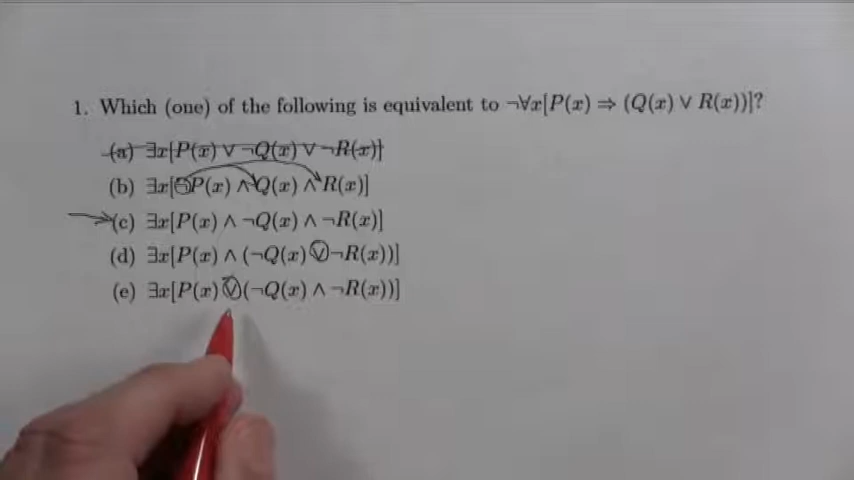 1. Which (one) of the following is equivalent to ¬∀x[P(x) ⇒ (Q(x) ∨ R(x))]?
(a) ∃x[P(x) ∨ ¬Q(x) ∨ ¬R(x)]
(b) ∃x[¬P(x) ∧ Q(x) ∧ R(x)]
(c) ∃x[P(x) ∧ ¬Q(x) ∧ ¬R(x)]
(d) ∃x[P(x) ∧ (¬Q(x) ∨ ¬R(x))]
(e) ∃x[P(x) ∨ (¬Q(x) ∧ ¬R(x))]